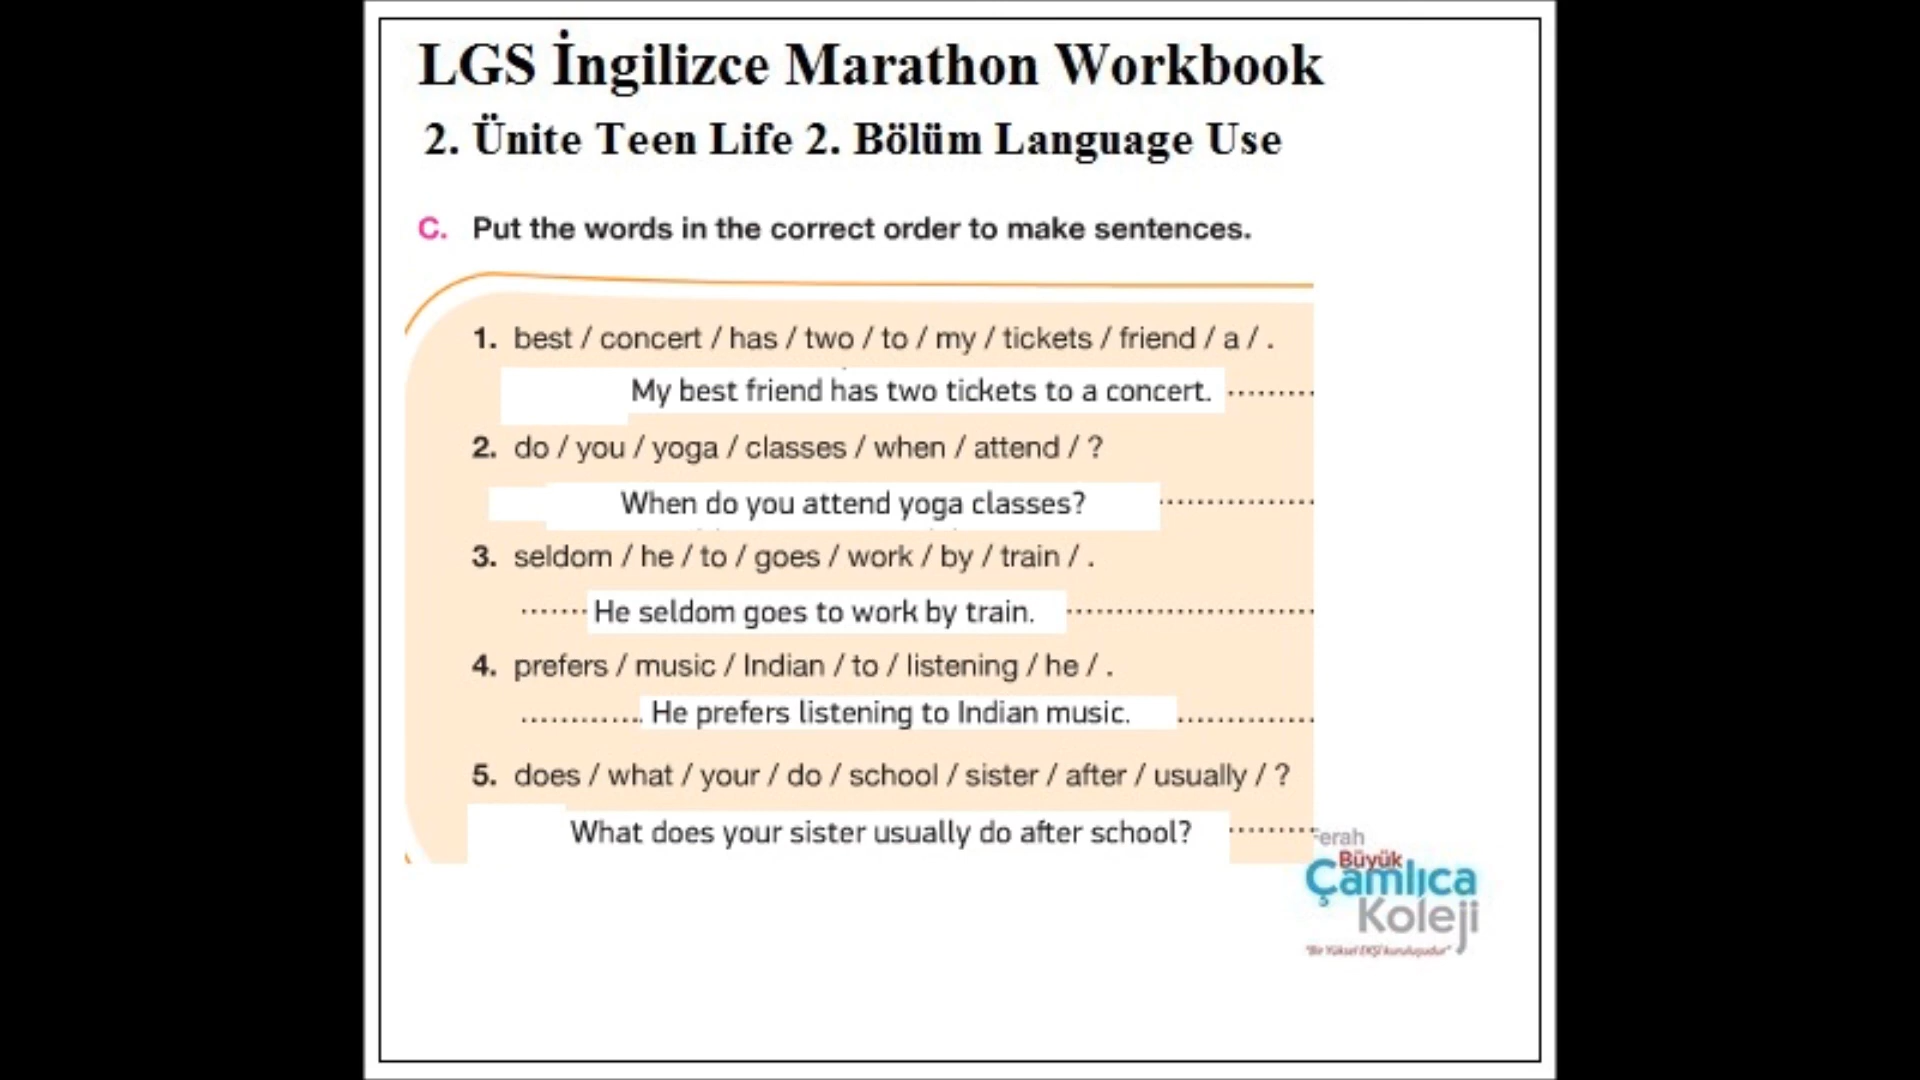 LGS İngilizce Marathon Workbook
2. Ünite Teen Life 2. Bölüm Language Use
C. Put the words in the correct order to make sentences.
1. best / concert / has / two / to / my / tickets / friend / a / .
My best friend has two tickets to a concert. .........
2. do / you / yoga / classes / when / attend / ?
When do you attend yoga classes? ................
3. seldom / he / to / goes / work / by / train / .
....... He seldom goes to work by train. .........................
4. prefers / music / Indian / to / listening / he / .
............. He prefers listening to Indian music. ..............
5. does / what / your / do / school / sister / after / usually / ?
What does your sister usually do after school? .........
erah
Büyük
Çamlıca
Koleji
"Bir Yüksel EKŞİ kuruluşudur"